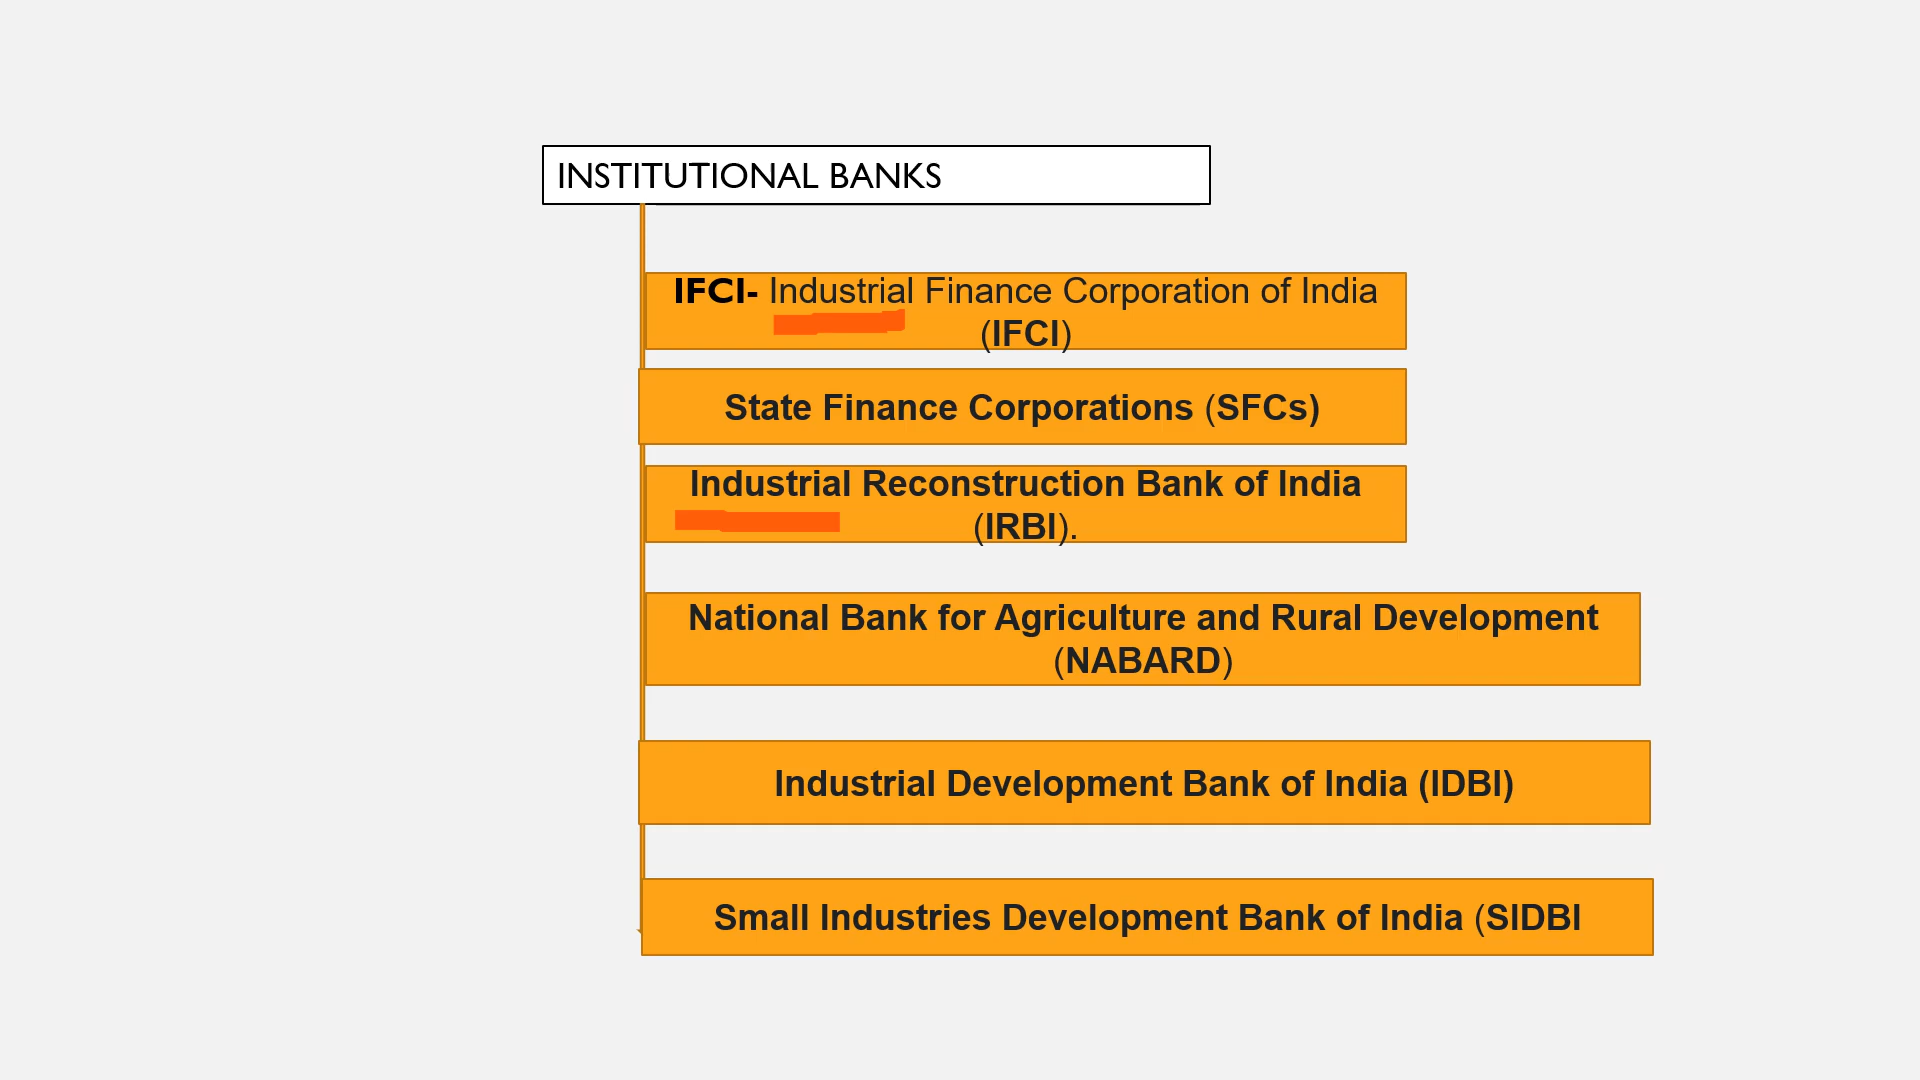 INSTITUTIONAL BANKS
IFCI- Industrial Finance Corporation of India
(IFCI)
State Finance Corporations (SFCs)
Industrial Reconstruction Bank of India
(IRBI).
National Bank for Agriculture and Rural Development
(NABARD)
Industrial Development Bank of India (IDBI)
Small Industries Development Bank of India (SIDBI